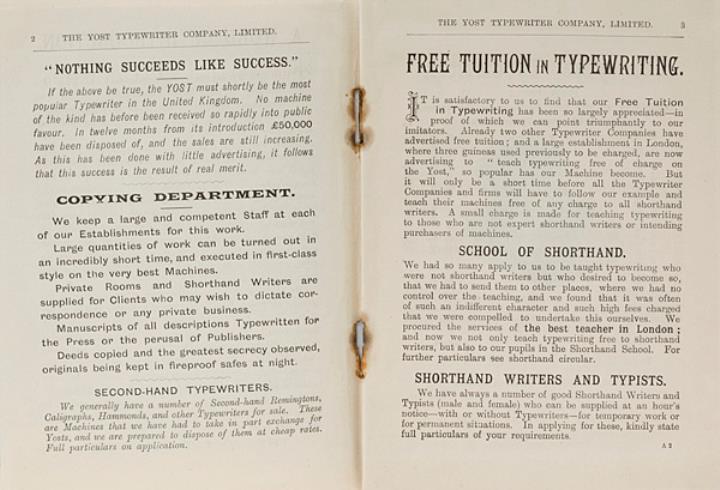 2 THE YOST TYPEWRITER COMPANY, LIMITED.
"NOTHING SUCCEEDS LIKE SUCCESS."
If the above be true, the YOST must shortly be the most
popular Typewriter in the United Kingdom. No machine
of the kind has before been received so rapidly into public
favour. In twelve months from its introduction £50,000
have been disposed of, and the sales are still increasing.
As this has been done with little advertising, it follows
that this success is the result of real merit.
COPYING DEPARTMENT.
We keep a large and competent Staff at each
of our Establishments for this work.
Large quantities of work can be turned out in
an incredibly short time, and executed in first-class
style on the very best Machines.
Private Rooms and Shorthand Writers are
supplied for Clients who may wish to dictate cor-
respondence or any private business.
Manuscripts of all descriptions Typewritten for
the Press or the perusal of Publishers.
Deeds copied and the greatest secrecy observed,
originals being kept in fireproof safes at night.
SECOND-HAND TYPEWRITERS.
We generally have a number of Second-hand Remingtons,
Caligraphs, Hammonds, and other Typewriters for sale. These
are Machines that we have had to take in part exchange for
Yosts, and we are prepared to dispose of them at cheap rates.
Full particulars on application.
THE YOST TYPEWRITER COMPANY, LIMITED. 3
FREE TUITION IN TYPEWRITING.
IT is satisfactory to us to find that our Free Tuition
in Typewriting has been so largely appreciated—in
proof of which we can point triumphantly to our
imitators. Already two other Typewriter Companies have
advertised free tuition; and a large establishment in London,
where three guineas used previously to be charged, are now
advertising to "teach typewriting free of charge on
the Yost," so popular has our Machine become. But
it will only be a short time before all the Typewriter
Companies and firms will have to follow our example and
teach their machines free of any charge to all shorthand
writers. A small charge is made for teaching typewriting
to those who are not expert shorthand writers or intending
purchasers of machines.
SCHOOL OF SHORTHAND.
We had so many apply to us to be taught typewriting who
were not shorthand writers but who desired to become so,
that we had to send them to other places, where we had no
control over the teaching, and we found that it was often
of such an indifferent character and such high fees charged
that we were compelled to undertake this ourselves. We
procured the services of the best teacher in London;
and now we not only teach typewriting free to shorthand
writers, but also to our pupils in the Shorthand School. For
further particulars see shorthand circular.
SHORTHAND WRITERS AND TYPISTS.
We have always a number of good Shorthand Writers and
Typists (male and female) who can be supplied at an hour's
notice—with or without Typewriters—for temporary work or
for permanent situations. In applying for these, kindly state
full particulars of your requirements.
A 2